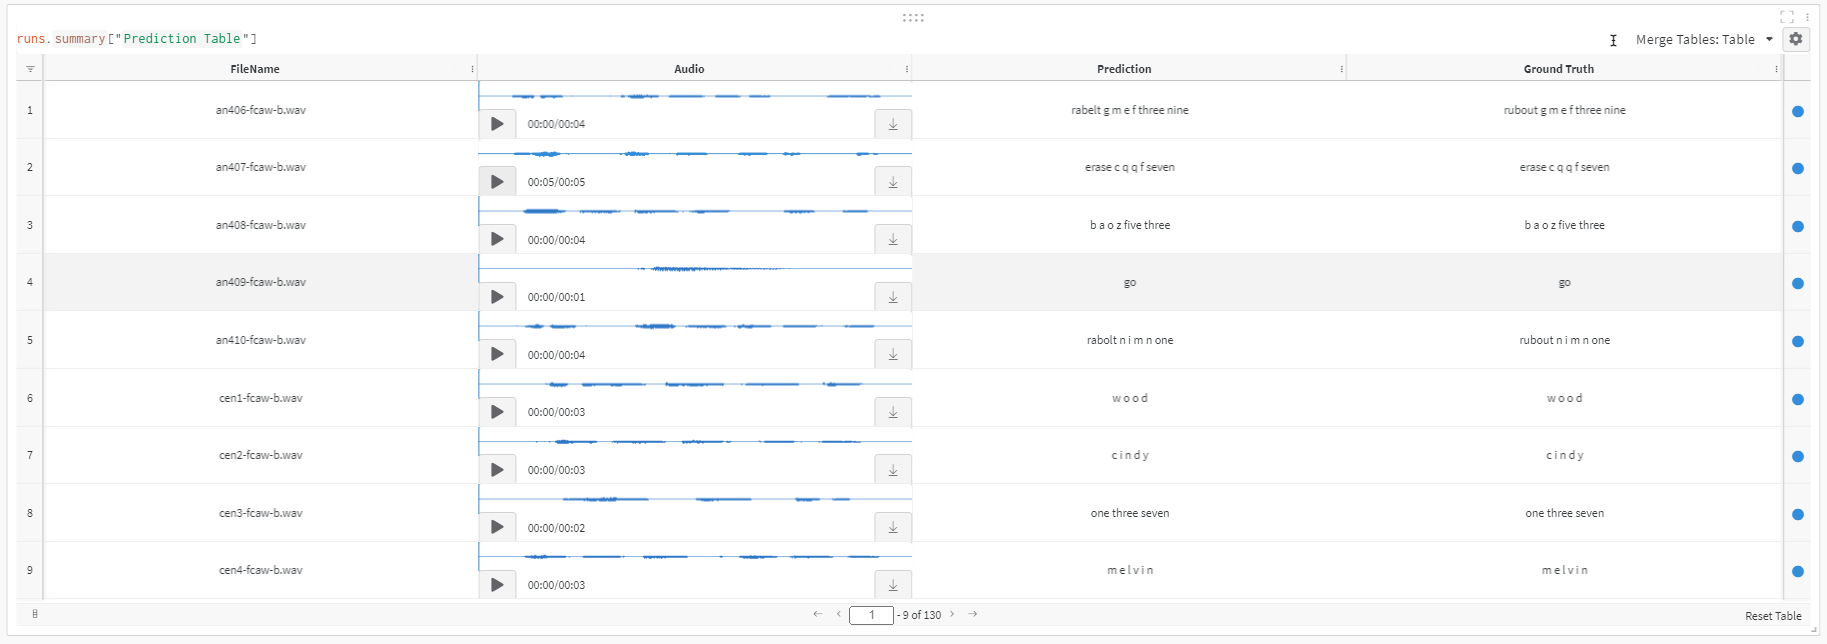 runs.summary["Prediction Table"]
Merge Tables: Table
FileName Audio Prediction Ground Truth
1 an406-fcaw-b.wav 00:00/00:04 rabelt g m e f three nine rubout g m e f three nine
2 an407-fcaw-b.wav 00:05/00:05 erase c q q f seven erase c q q f seven
3 an408-fcaw-b.wav 00:00/00:04 b a o z five three b a o z five three
4 an409-fcaw-b.wav 00:00/00:01 go go
5 an410-fcaw-b.wav 00:00/00:04 rabolt n i m n one rubout n i m n one
6 cen1-fcaw-b.wav 00:00/00:03 w o o d w o o d
7 cen2-fcaw-b.wav 00:00/00:03 c i n d y c i n d y
8 cen3-fcaw-b.wav 00:00/00:02 one three seven one three seven
9 cen4-fcaw-b.wav 00:00/00:03 m e l v i n m e l v i n
1 - 9 of 130 Reset Table